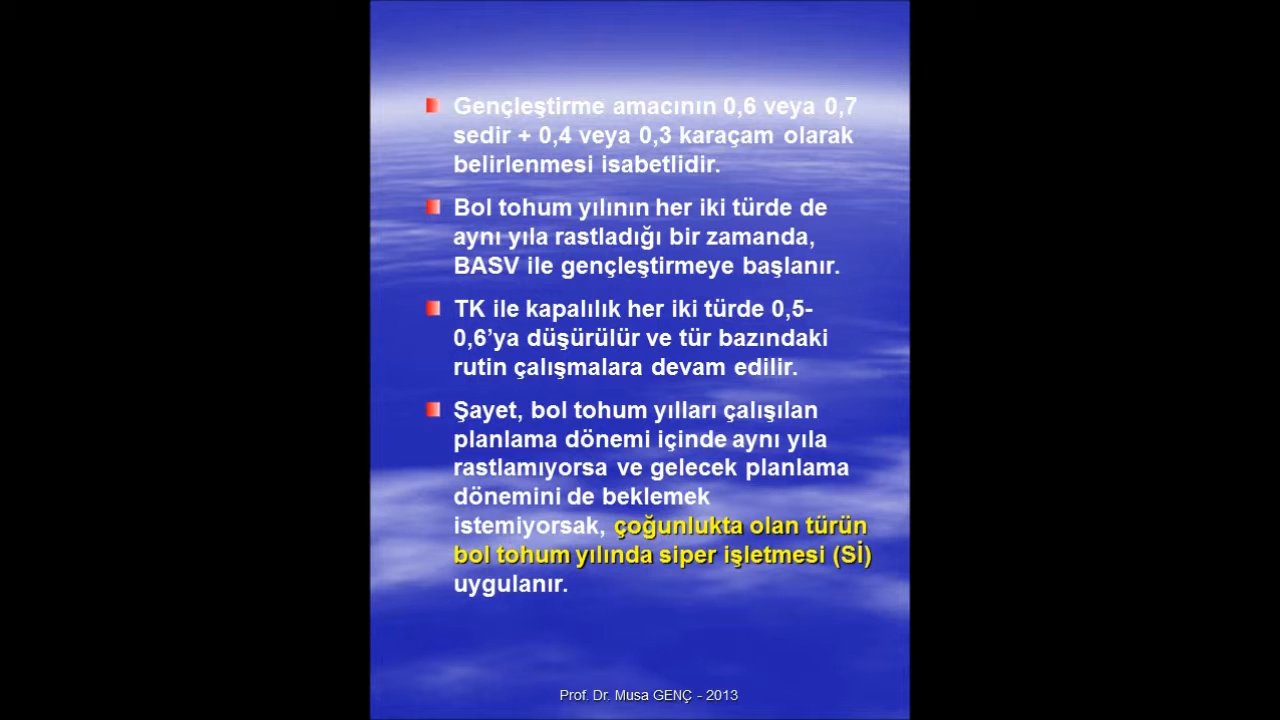 Gençleştirme amacının 0,6 veya 0,7
sedir + 0,4 veya 0,3 karaçam olarak
belirlenmesi isabetlidir.
Bol tohum yılının her iki türde de
aynı yıla rastladığı bir zamanda,
BASV ile gençleştirmeye başlanır.
TK ile kapalılık her iki türde 0,5-
0,6’ya düşürülür ve tür bazındaki
rutin çalışmalara devam edilir.
Şayet, bol tohum yılları çalışılan
planlama dönemi içinde aynı yıla
rastlamıyorsa ve gelecek planlama
dönemini de beklemek
istemiyorsak, çoğunlukta olan türün
bol tohum yılında siper işletmesi (Sİ)
uygulanır.
Prof. Dr. Musa GENÇ - 2013